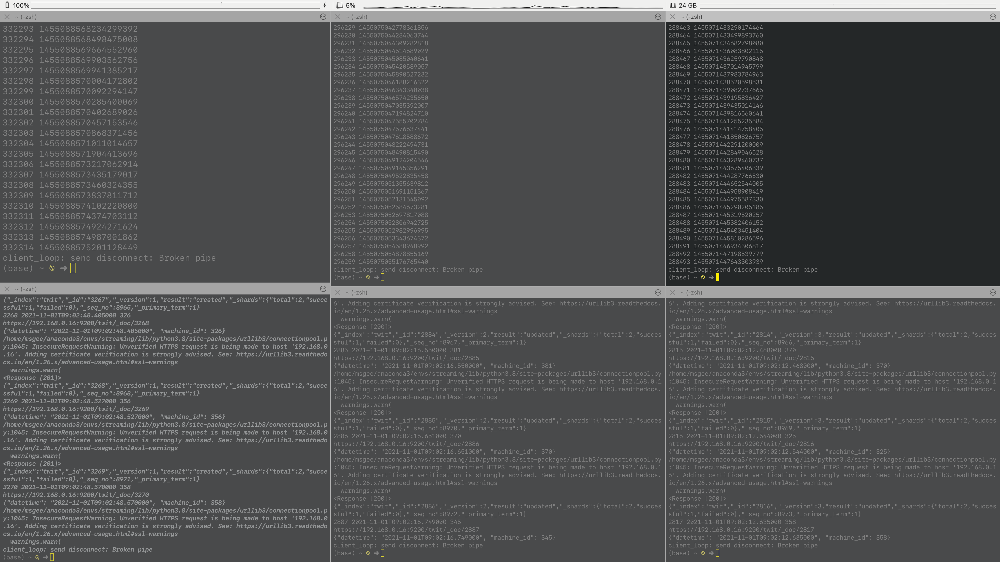 100%
5%
24 GB
~ (-zsh)
332293 1455088568234299392
332294 1455088568498475008
332295 1455088569664552960
332296 1455088569903562756
332297 1455088569941385217
332298 1455088570004172802
332299 1455088570092294147
332300 1455088570285400069
332301 1455088570402689026
332302 1455088570457153546
332303 1455088570868371456
332304 1455088571011014657
332305 1455088571904413696
332306 1455088573217062914
332307 1455088573435179017
332308 1455088573460324355
332309 1455088573837811712
332310 1455088574102220800
332311 1455088574374703112
332312 1455088574924271624
332313 1455088574987001862
332314 1455088575201128449
client_loop: send disconnect: Broken pipe
(base) ~ ➜
~ (-zsh)
296229 1455075042778361856
296230 1455075044284063744
296231 1455075044309282818
296232 1455075044514689029
296233 1455075045085040641
296234 1455075045420589057
296235 1455075045890527232
296236 1455075046188216322
296237 1455075046343340038
296238 1455075046574235650
296239 1455075047035392007
296240 1455075047194824710
296241 1455075047555702784
296242 1455075047576637441
296243 1455075047618588672
296244 1455075048222494731
296245 1455075048490815490
296246 1455075049124204546
296247 1455075049145356291
296248 1455075049522835458
296249 1455075051355639812
296250 1455075051691151367
296251 1455075052131545092
296252 1455075052584673281
296253 1455075052697817088
296254 1455075052806942725
296255 1455075052982996995
296256 1455075053343674372
296257 1455075054580948992
296258 1455075054878855169
296259 1455075055176765440
client_loop: send disconnect: Broken pipe
(base) ~ ➜
~ (-zsh)
288463 1455071433290174464
288464 1455071433499893760
288465 1455071434682798080
288466 1455071436083802115
288467 1455071436259790848
288468 1455071437014945799
288469 1455071437983784963
288470 1455071438520598531
288471 1455071439082737665
288472 1455071439195836427
288473 1455071439435014146
288474 1455071439816560641
288475 1455071441255235584
288476 1455071441414758405
288477 1455071441850826757
288478 1455071442291200009
288479 1455071442849046528
288480 1455071443289460737
288481 1455071443675406339
288482 1455071444287766530
288483 1455071444652544005
288484 1455071444958908419
288485 1455071444975587330
288486 1455071445290205185
288487 1455071445319520257
288488 1455071445382406152
288489 1455071445403451404
288490 1455071445810286596
288491 1455071446934306817
288492 1455071447198539779
288493 1455071447643303939
client_loop: send disconnect: Broken pipe
(base) ~ ➜
~ (-zsh)
{"_index":"twit","_id":"3267","_version":1,"result":"created","_shards":{"total":2,"succe
ssful":1,"failed":0},"_seq_no":8965,"_primary_term":1}
3268 2021-11-01T09:02:48.405000 326
https://192.168.0.16:9200/twit/_doc/3268
{"datetime": "2021-11-01T09:02:48.405000", "machine_id": 326}
/home/msgee/anaconda3/envs/streaming/lib/python3.8/site-packages/urllib3/connectionpool.p
y:1045: InsecureRequestWarning: Unverified HTTPS request is being made to host '192.168.0
.16'. Adding certificate verification is strongly advised. See: https://urllib3.readthedo
cs.io/en/1.26.x/advanced-usage.html#ssl-warnings
  warnings.warn(
<Response [201]>
{"_index":"twit","_id":"3268","_version":1,"result":"created","_shards":{"total":2,"succe
ssful":1,"failed":0},"_seq_no":8968,"_primary_term":1}
3269 2021-11-01T09:02:48.527000 356
https://192.168.0.16:9200/twit/_doc/3269
{"datetime": "2021-11-01T09:02:48.527000", "machine_id": 356}
/home/msgee/anaconda3/envs/streaming/lib/python3.8/site-packages/urllib3/connectionpool.p
y:1045: InsecureRequestWarning: Unverified HTTPS request is being made to host '192.168.0
.16'. Adding certificate verification is strongly advised. See: https://urllib3.readthedo
cs.io/en/1.26.x/advanced-usage.html#ssl-warnings
  warnings.warn(
<Response [201]>
{"_index":"twit","_id":"3269","_version":1,"result":"created","_shards":{"total":2,"succe
ssful":1,"failed":0},"_seq_no":8971,"_primary_term":1}
3270 2021-11-01T09:02:48.570000 358
https://192.168.0.16:9200/twit/_doc/3270
{"datetime": "2021-11-01T09:02:48.570000", "machine_id": 358}
/home/msgee/anaconda3/envs/streaming/lib/python3.8/site-packages/urllib3/connectionpool.p
y:1045: InsecureRequestWarning: Unverified HTTPS request is being made to host '192.168.0
.16'. Adding certificate verification is strongly advised. See: https://urllib3.readthedo
cs.io/en/1.26.x/advanced-usage.html#ssl-warnings
  warnings.warn(
client_loop: send disconnect: Broken pipe
(base) ~ ➜
~ (-zsh)
6'. Adding certificate verification is strongly advised. See: https://urllib3.readthedocs.
io/en/1.26.x/advanced-usage.html#ssl-warnings
  warnings.warn(
<Response [200]>
{"_index":"twit","_id":"2884","_version":2,"result":"updated","_shards":{"total":2,"succes
sful":1,"failed":0},"_seq_no":8967,"_primary_term":1}
2885 2021-11-01T09:02:16.550000 381
https://192.168.0.16:9200/twit/_doc/2885
{"datetime": "2021-11-01T09:02:16.550000", "machine_id": 381}
/home/msgee/anaconda3/envs/streaming/lib/python3.8/site-packages/urllib3/connectionpool.py
:1045: InsecureRequestWarning: Unverified HTTPS request is being made to host '192.168.0.1
6'. Adding certificate verification is strongly advised. See: https://urllib3.readthedocs.
io/en/1.26.x/advanced-usage.html#ssl-warnings
  warnings.warn(
<Response [200]>
{"_index":"twit","_id":"2885","_version":2,"result":"updated","_shards":{"total":2,"succes
sful":1,"failed":0},"_seq_no":8970,"_primary_term":1}
2886 2021-11-01T09:02:16.651000 370
https://192.168.0.16:9200/twit/_doc/2886
{"datetime": "2021-11-01T09:02:16.651000", "machine_id": 370}
/home/msgee/anaconda3/envs/streaming/lib/python3.8/site-packages/urllib3/connectionpool.py
:1045: InsecureRequestWarning: Unverified HTTPS request is being made to host '192.168.0.1
6'. Adding certificate verification is strongly advised. See: https://urllib3.readthedocs.
io/en/1.26.x/advanced-usage.html#ssl-warnings
  warnings.warn(
<Response [200]>
{"_index":"twit","_id":"2886","_version":2,"result":"updated","_shards":{"total":2,"succes
sful":1,"failed":0},"_seq_no":8972,"_primary_term":1}
2887 2021-11-01T09:02:16.749000 345
https://192.168.0.16:9200/twit/_doc/2887
{"datetime": "2021-11-01T09:02:16.749000", "machine_id": 345}
client_loop: send disconnect: Broken pipe
(base) ~ ➜
~ (-zsh)
6'. Adding certificate verification is strongly advised. See: https://urllib3.readthedocs.
io/en/1.26.x/advanced-usage.html#ssl-warnings
  warnings.warn(
<Response [200]>
{"_index":"twit","_id":"2814","_version":3,"result":"updated","_shards":{"total":2,"succes
sful":1,"failed":0},"_seq_no":8966,"_primary_term":1}
2815 2021-11-01T09:02:12.468000 370
https://192.168.0.16:9200/twit/_doc/2815
{"datetime": "2021-11-01T09:02:12.468000", "machine_id": 370}
/home/msgee/anaconda3/envs/streaming/lib/python3.8/site-packages/urllib3/connectionpool.py
:1045: InsecureRequestWarning: Unverified HTTPS request is being made to host '192.168.0.1
6'. Adding certificate verification is strongly advised. See: https://urllib3.readthedocs.
io/en/1.26.x/advanced-usage.html#ssl-warnings
  warnings.warn(
<Response [200]>
{"_index":"twit","_id":"2815","_version":3,"result":"updated","_shards":{"total":2,"succes
sful":1,"failed":0},"_seq_no":8969,"_primary_term":1}
2816 2021-11-01T09:02:12.544000 325
https://192.168.0.16:9200/twit/_doc/2816
{"datetime": "2021-11-01T09:02:12.544000", "machine_id": 325}
/home/msgee/anaconda3/envs/streaming/lib/python3.8/site-packages/urllib3/connectionpool.py
:1045: InsecureRequestWarning: Unverified HTTPS request is being made to host '192.168.0.1
6'. Adding certificate verification is strongly advised. See: https://urllib3.readthedocs.
io/en/1.26.x/advanced-usage.html#ssl-warnings
  warnings.warn(
<Response [200]>
{"_index":"twit","_id":"2816","_version":3,"result":"updated","_shards":{"total":2,"succes
sful":1,"failed":0},"_seq_no":8973,"_primary_term":1}
2817 2021-11-01T09:02:12.635000 358
https://192.168.0.16:9200/twit/_doc/2817
{"datetime": "2021-11-01T09:02:12.635000", "machine_id": 358}
client_loop: send disconnect: Broken pipe
(base) ~ ➜